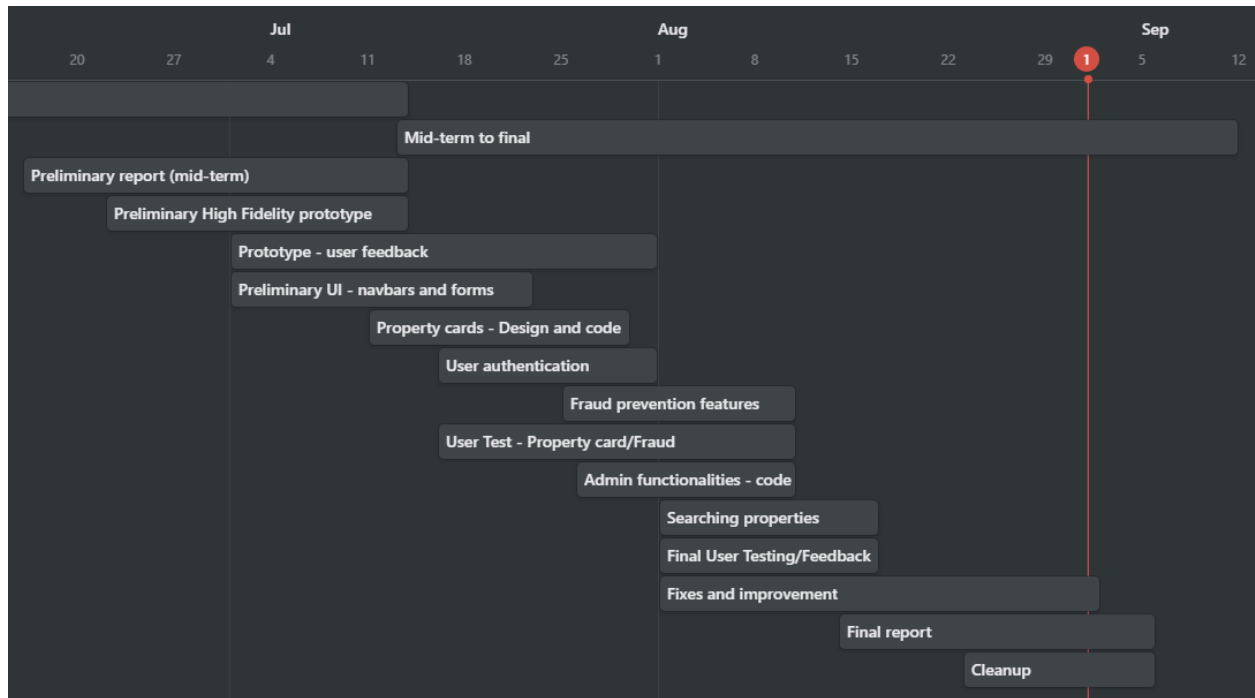 Jul Aug Sep
20 27 4 11 18 25 1 8 15 22 29 1 5 12
Mid-term to final
Preliminary report (mid-term)
Preliminary High Fidelity prototype
Prototype - user feedback
Preliminary UI - navbars and forms
Property cards - Design and code
User authentication
Fraud prevention features
User Test - Property card/Fraud
Admin functionalities - code
Searching properties
Final User Testing/Feedback
Fixes and improvement
Final report
Cleanup